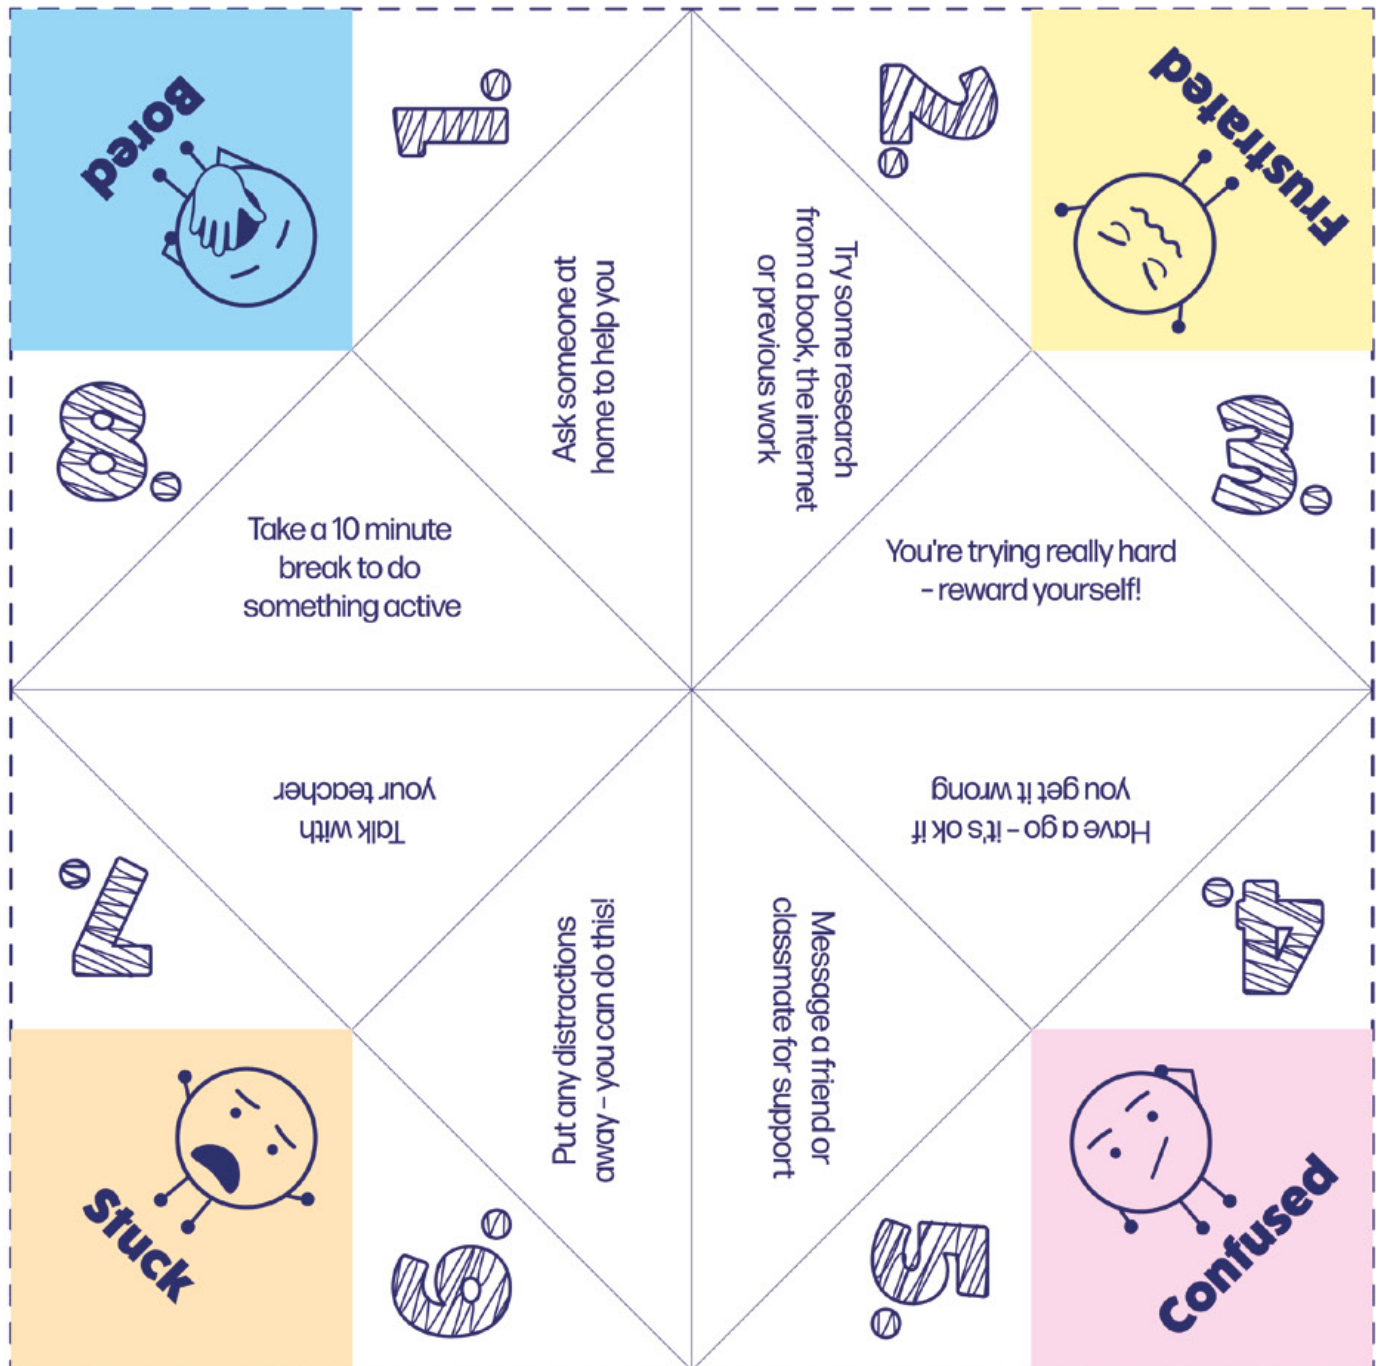 Bored
1.
Ask someone at
home to help you
2.
Try some research
from a book, the internet
or previous work
Frustrated
3.
You're trying really hard
– reward yourself!
4.
Have a go – it's ok if
you get it wrong
Confused
5.
Message a friend or
classmate for support
6.
Put any distractions
away – you can do this!
Stuck
7.
Talk with
your teacher
8.
Take a 10 minute
break to do
something active